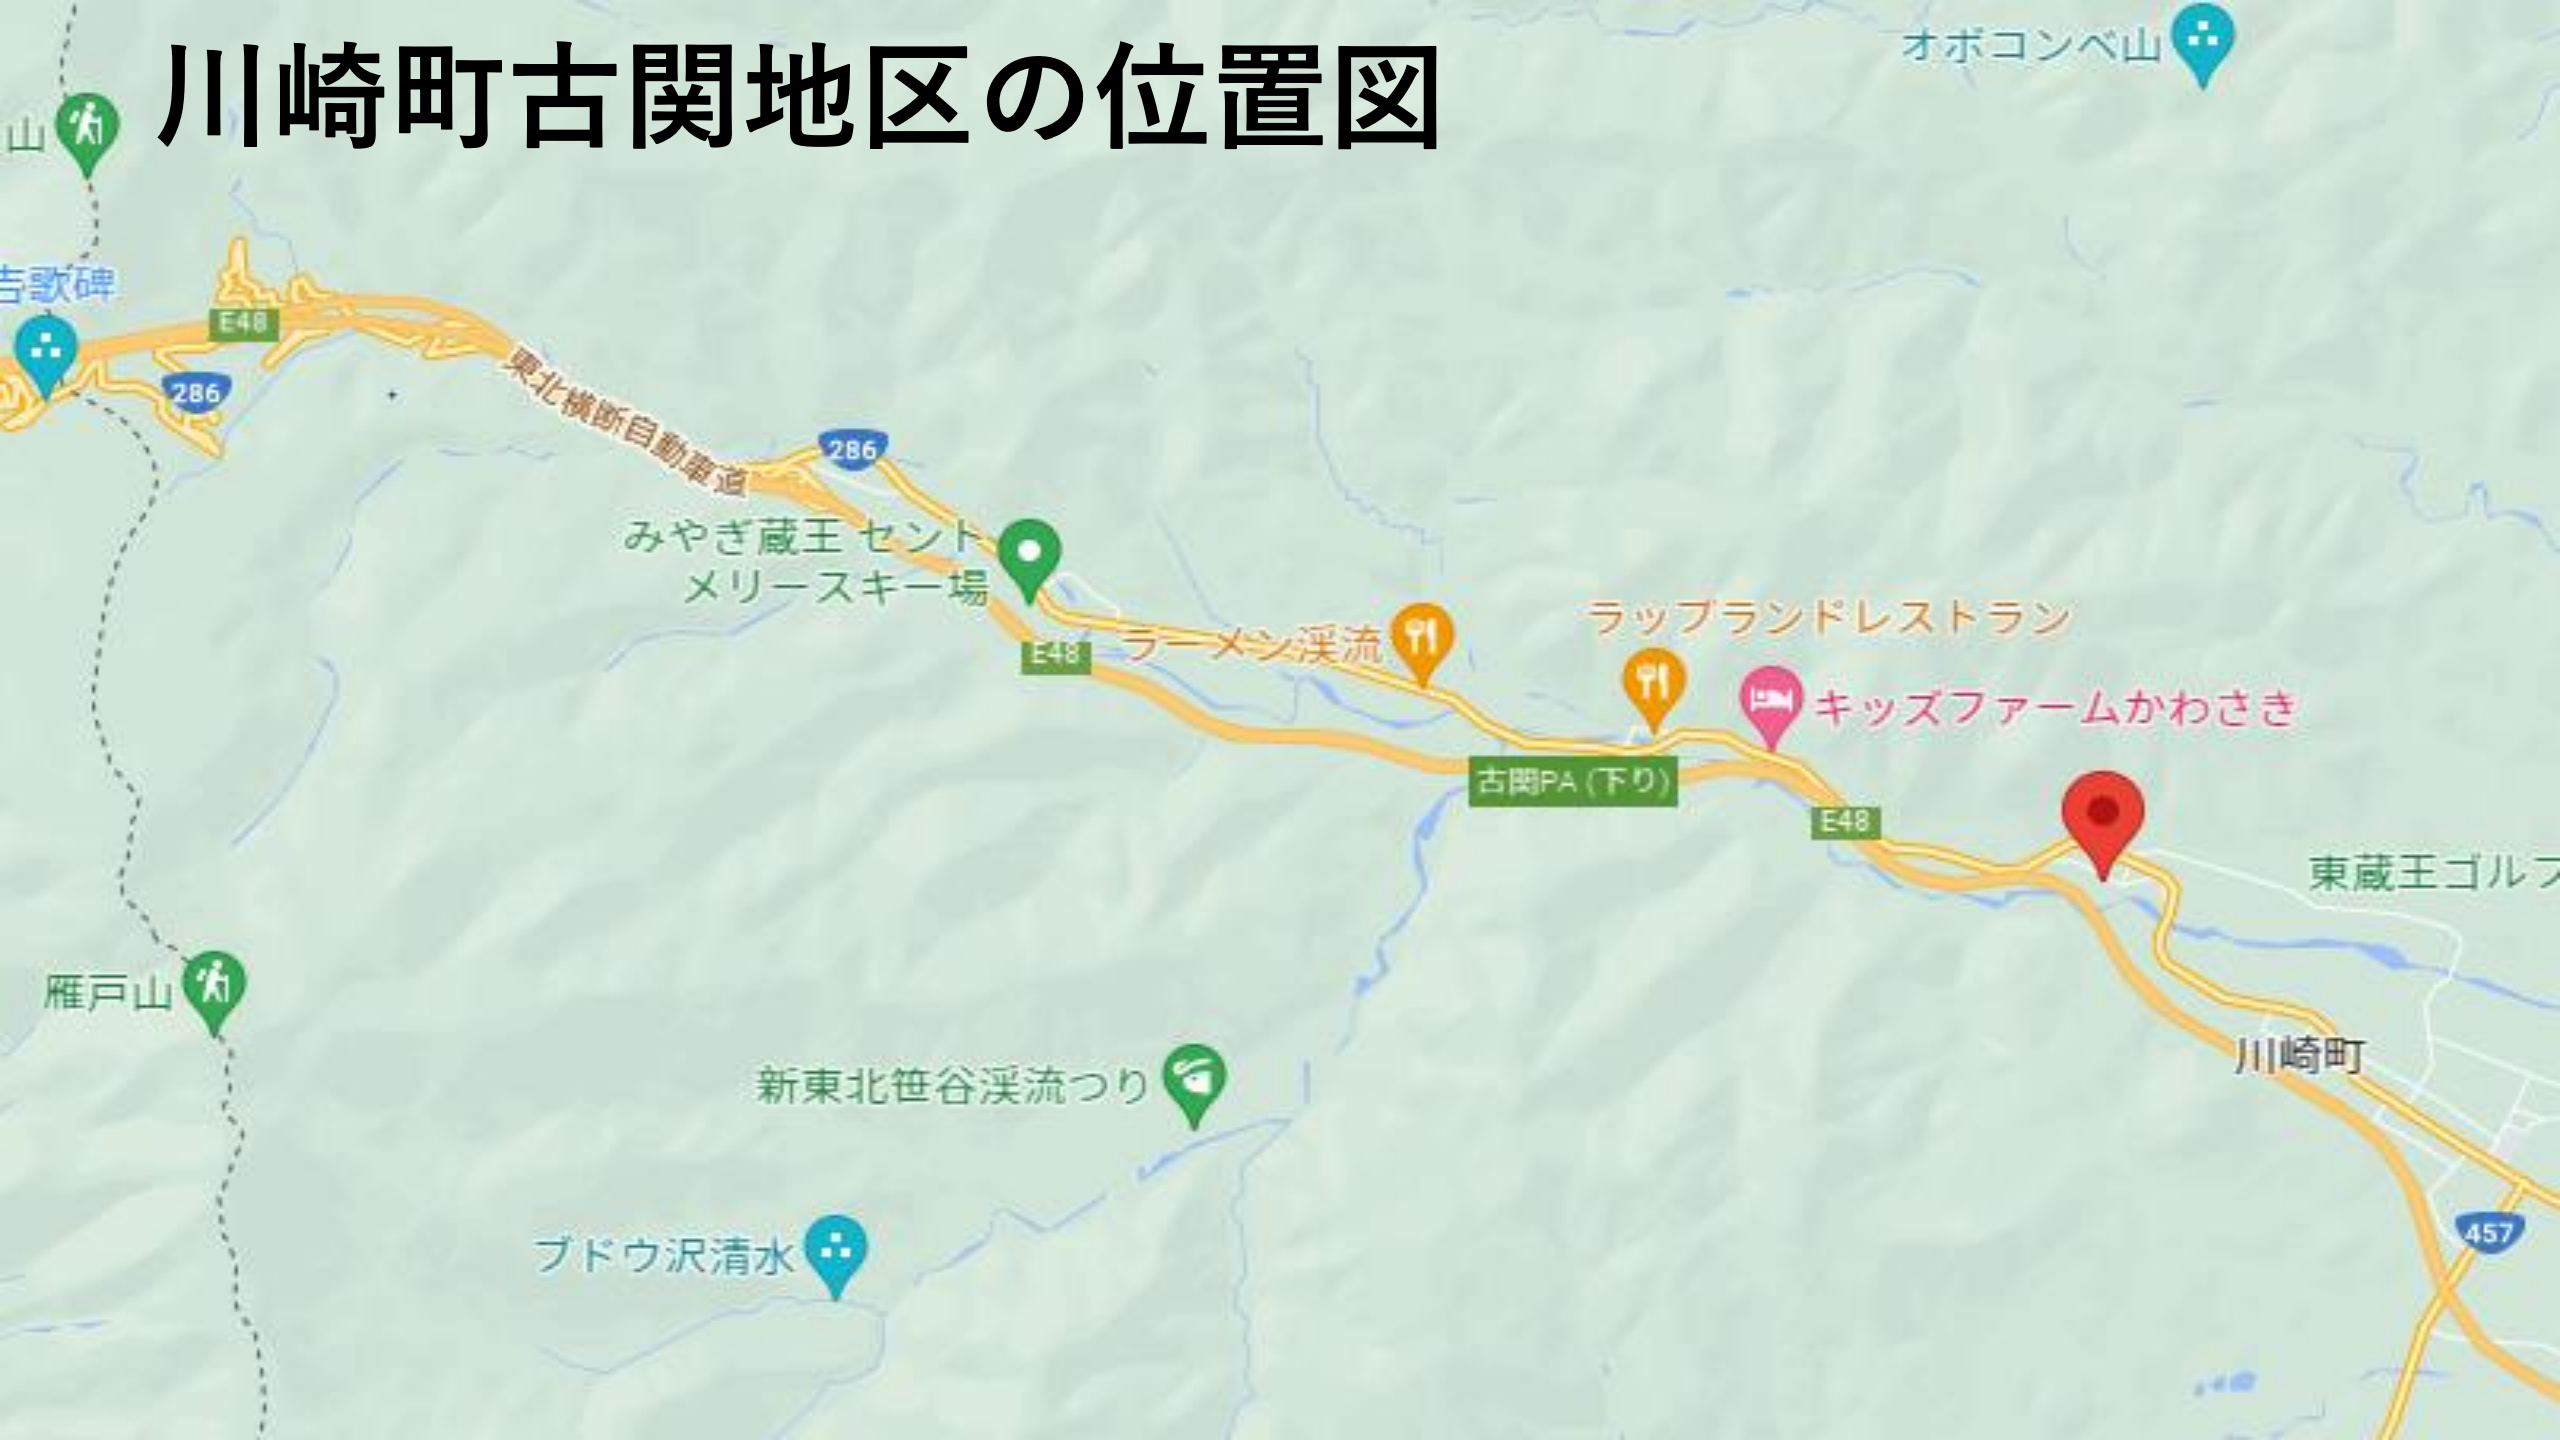 川崎町古関地区の位置図
オボコンベ山
山
吉歌碑
E48
286
東北横断自動車道
286
みやぎ蔵王 セント
メリースキー場
E48
ラーメン渓流
ラップランドレストラン
キッズファームかわさき
古関PA (下り)
E48
東蔵王ゴルフ
雁戸山
川崎町
新東北笹谷渓流つり
ブドウ沢清水
457